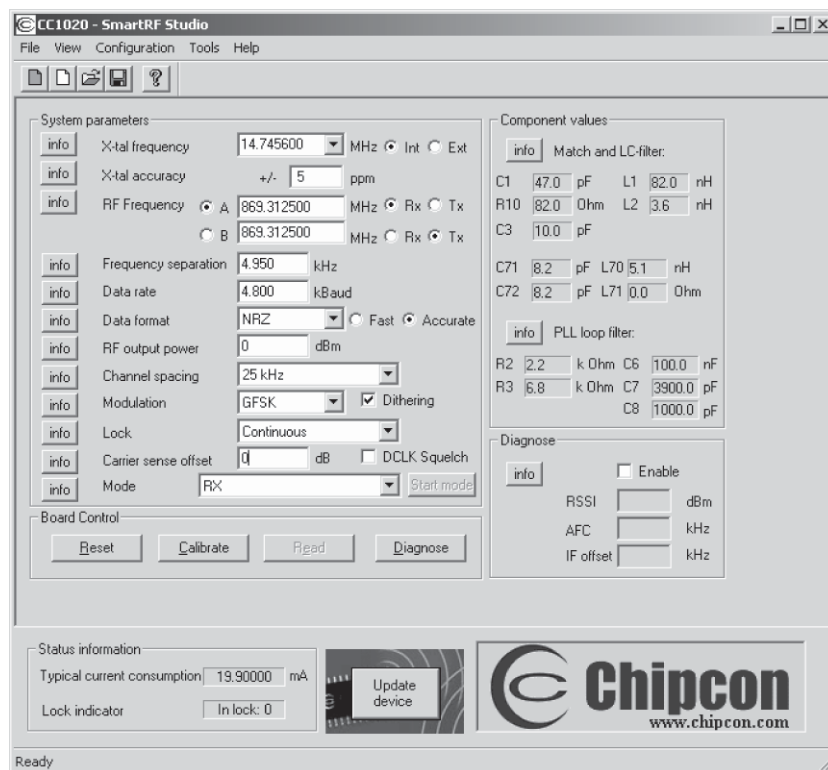 CC1020 - SmartRF Studio
File View Configuration Tools Help
System parameters
info X-tal frequency 14.745600 MHz Int Ext
info X-tal accuracy +/- 5 ppm
info RF Frequency A 869.312500 MHz Rx Tx
B 869.312500 MHz Rx Tx
info Frequency separation 4.950 kHz
info Data rate 4.800 kBaud
info Data format NRZ Fast Accurate
info RF output power 0 dBm
info Channel spacing 25 kHz
info Modulation GFSK Dithering
info Lock Continuous
info Carrier sense offset 0 dB DCLK Squelch
info Mode RX Start mode
Board Control
Reset Calibrate Read Diagnose
Component values
info Match and LC-filter:
C1 47.0 pF L1 82.0 nH
R10 82.0 Ohm L2 3.6 nH
C3 10.0 pF
C71 8.2 pF L70 5.1 nH
C72 8.2 pF L71 0.0 Ohm
info PLL loop filter:
R2 2.2 k Ohm C6 100.0 nF
R3 6.8 k Ohm C7 3900.0 pF
C8 1000.0 pF
Diagnose
info Enable
RSSI dBm
AFC kHz
IF offset kHz
Status information
Typical current consumption 19.90000 mA
Lock indicator In lock: 0
Update
device
Chipcon
www.chipcon.com
Ready